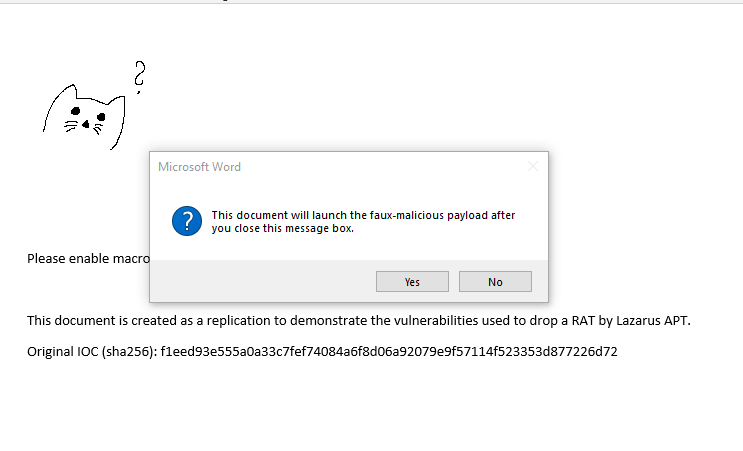 ?
Microsoft Word
?
This document will launch the faux-malicious payload after
you close this message box.
Please enable macro
Yes
No
This document is created as a replication to demonstrate the vulnerabilities used to drop a RAT by Lazarus APT.
Original IOC (sha256): f1eed93e555a0a33c7fef74084a6f8d06a92079e9f57114f523353d877226d72